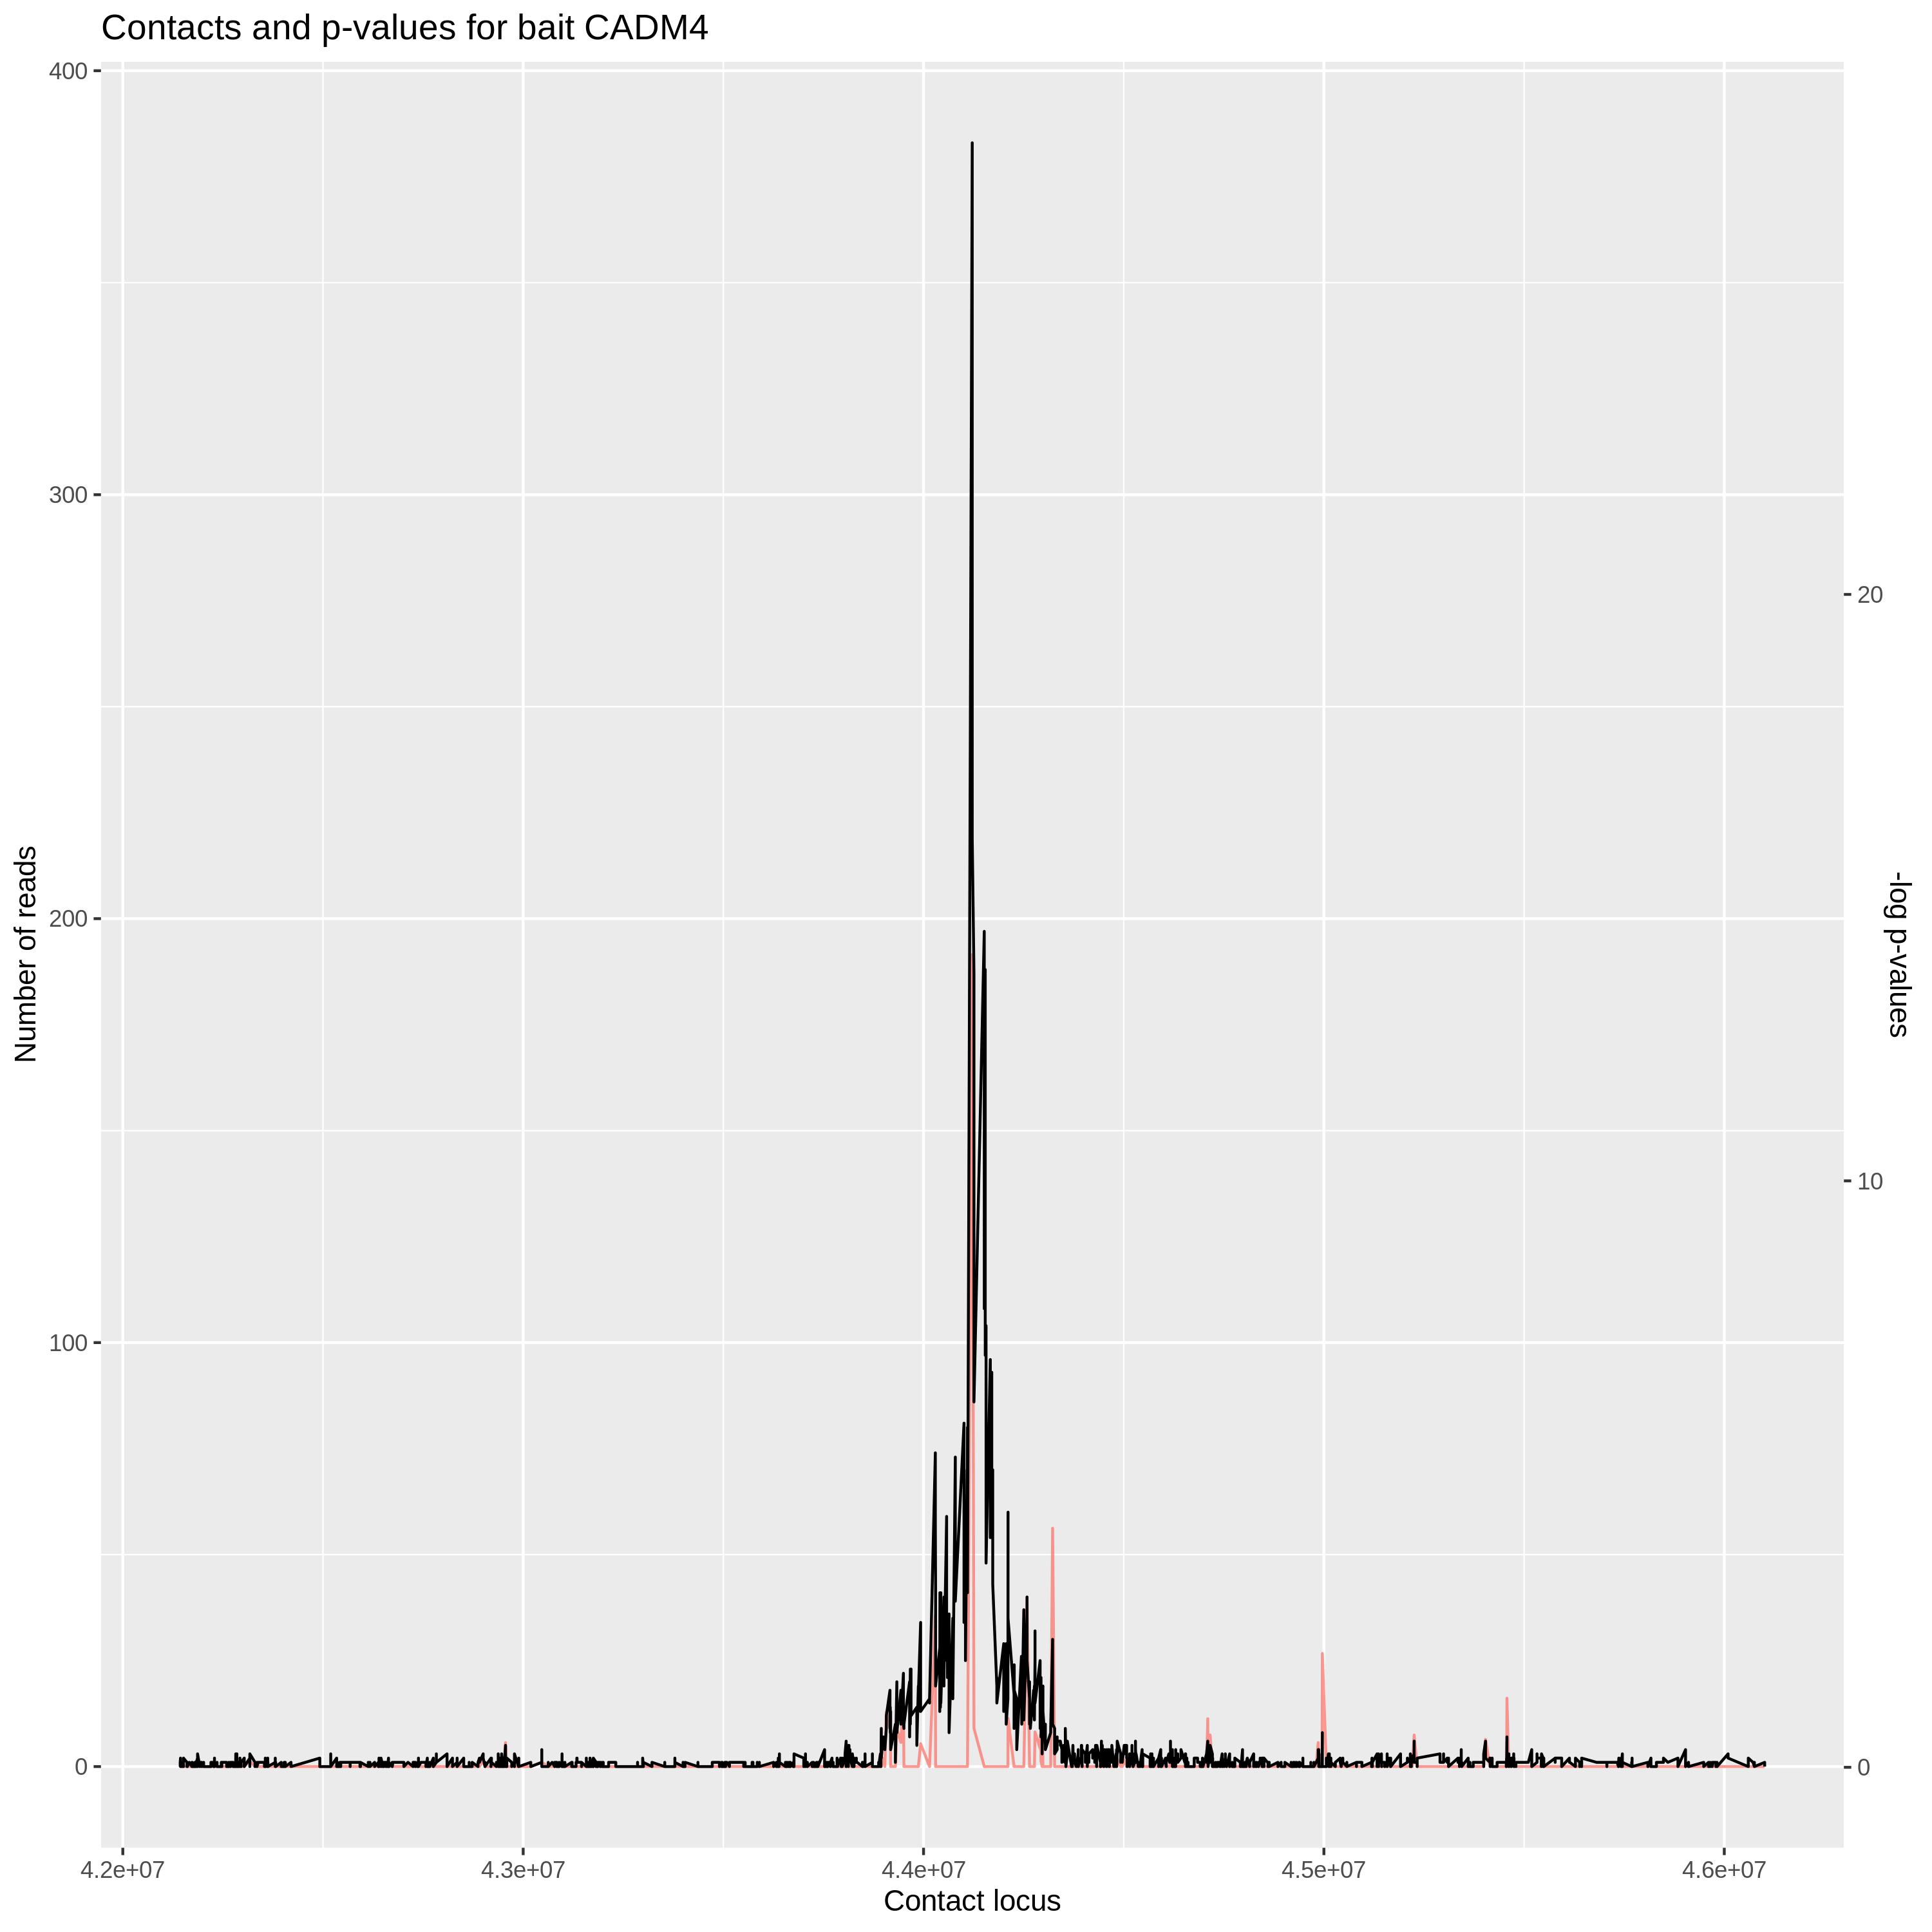 Contacts and p-values for bait CADM4
400
300
200
100
0
Number of reads
20
10
0
-log p-values
4.2e+07
4.3e+07
4.4e+07
4.5e+07
4.6e+07
Contact locus